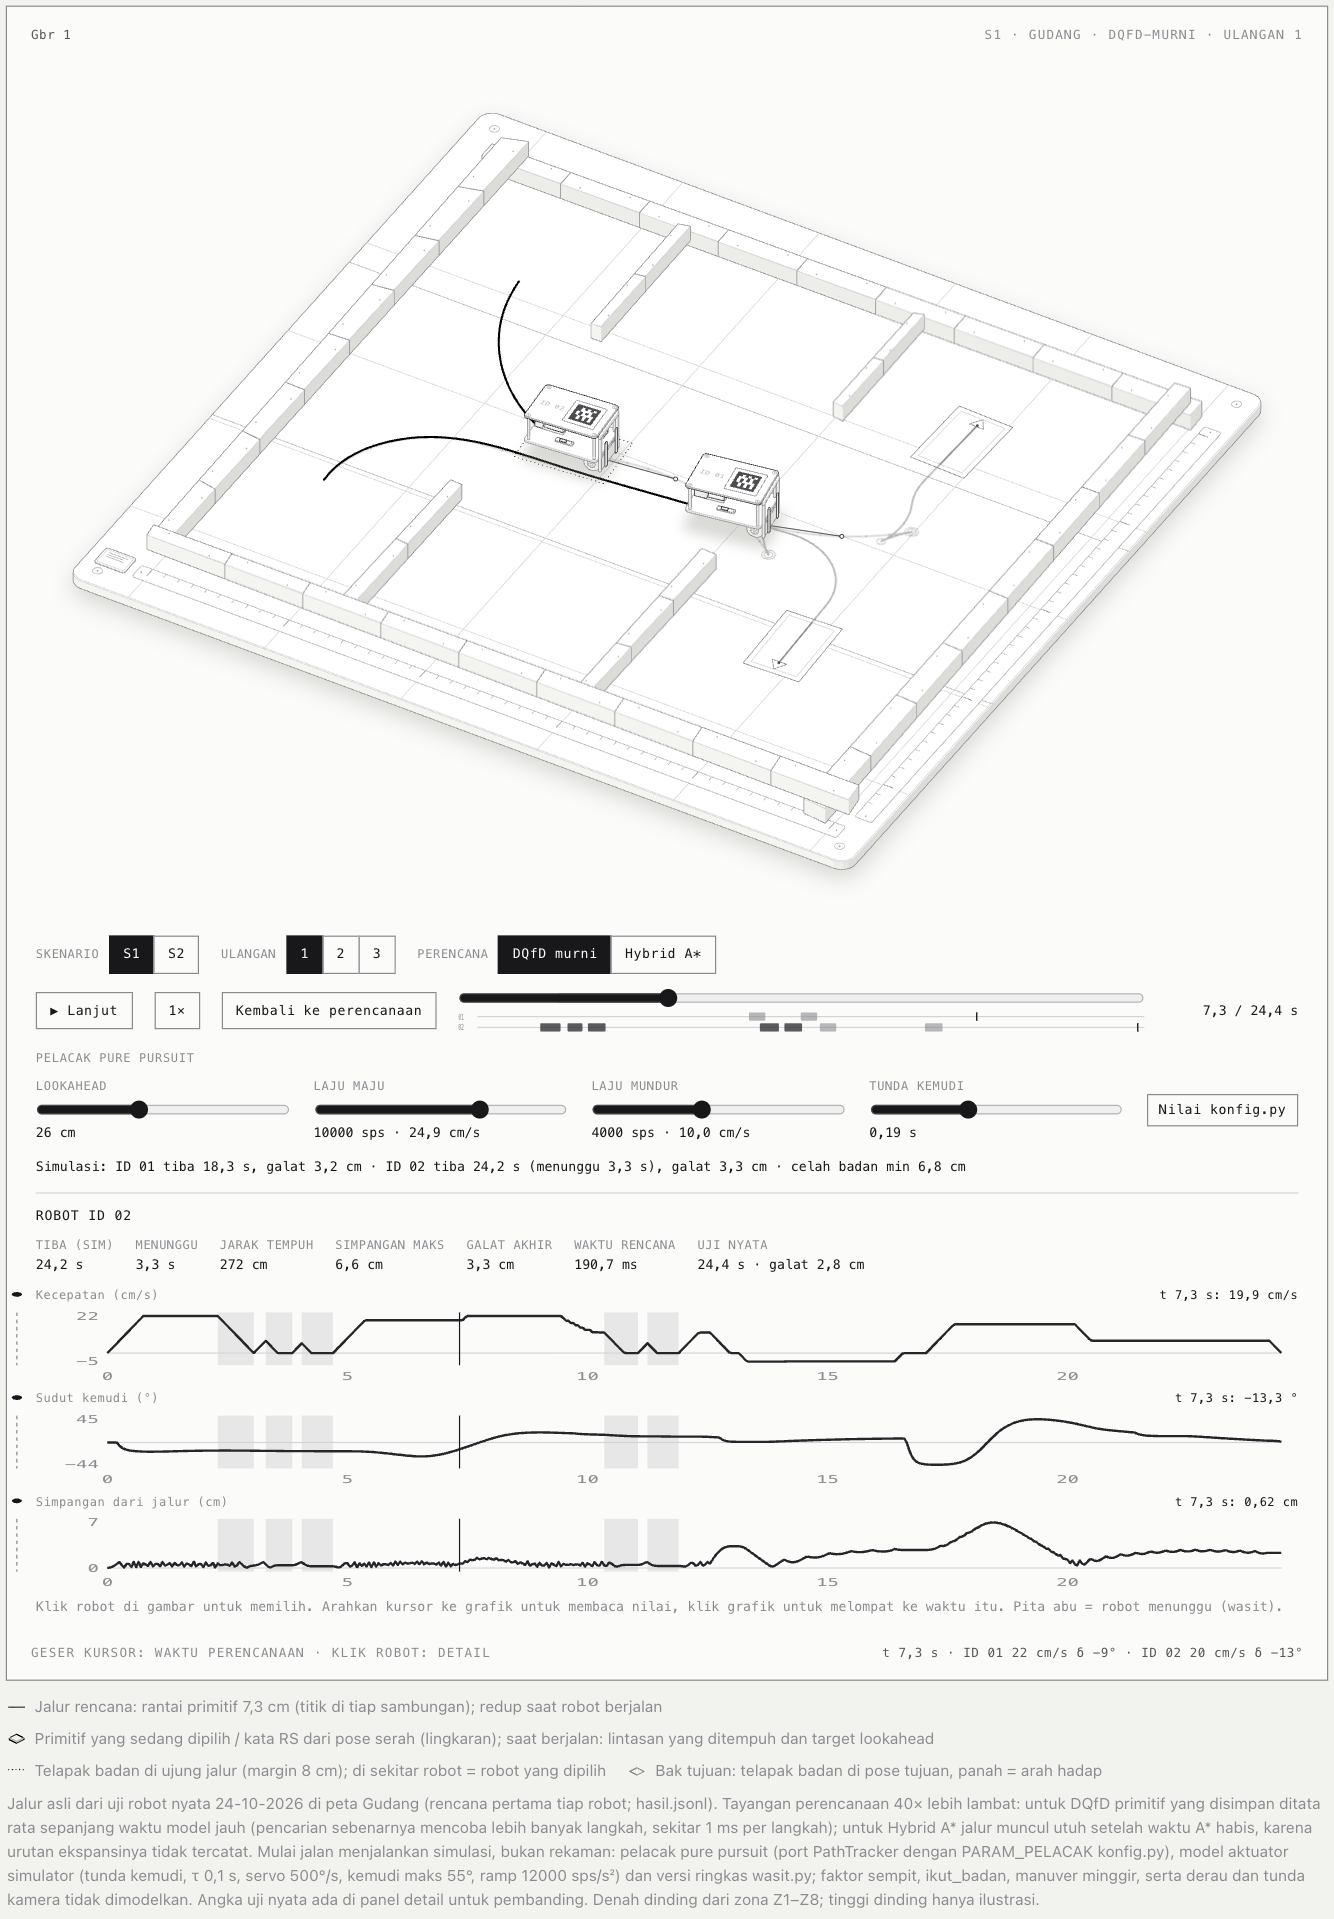 Gbr 1
S1 · GUDANG · DQFD-MURNI · ULANGAN 1
ID 02
ID 01
SKENARIO S1 S2 ULANGAN 1 2 3 PERENCANA DQfD murni Hybrid A*
▶ Lanjut 1× Kembali ke perencanaan 7,3 / 24,4 s
01
02
PELACAK PURE PURSUIT
LOOKAHEAD LAJU MAJU LAJU MUNDUR TUNDA KEMUDI
Nilai konfig.py
26 cm 10000 sps · 24,9 cm/s 4000 sps · 10,0 cm/s 0,19 s
Simulasi: ID 01 tiba 18,3 s, galat 3,2 cm · ID 02 tiba 24,2 s (menunggu 3,3 s), galat 3,3 cm · celah badan min 6,8 cm
ROBOT ID 02
TIBA (SIM) MENUNGGU JARAK TEMPUH SIMPANGAN MAKS GALAT AKHIR WAKTU RENCANA UJI NYATA
24,2 s 3,3 s 272 cm 6,6 cm 3,3 cm 190,7 ms 24,4 s · galat 2,8 cm
Kecepatan (cm/s) t 7,3 s: 19,9 cm/s
22
−5
0 5 10 15 20
Sudut kemudi (°) t 7,3 s: −13,3 °
45
−44
0 5 10 15 20
Simpangan dari jalur (cm) t 7,3 s: 0,62 cm
7
0
0 5 10 15 20
Klik robot di gambar untuk memilih. Arahkan kursor ke grafik untuk membaca nilai, klik grafik untuk melompat ke waktu itu. Pita abu = robot menunggu (wasit).
GESER KURSOR: WAKTU PERENCANAAN · KLIK ROBOT: DETAIL t 7,3 s · ID 01 22 cm/s δ −9° · ID 02 20 cm/s δ −13°
Jalur rencana: rantai primitif 7,3 cm (titik di tiap sambungan); redup saat robot berjalan
Primitif yang sedang dipilih / kata RS dari pose serah (lingkaran); saat berjalan: lintasan yang ditempuh dan target lookahead
Telapak badan di ujung jalur (margin 8 cm); di sekitar robot = robot yang dipilih Bak tujuan: telapak badan di pose tujuan, panah = arah hadap
Jalur asli dari uji robot nyata 24-10-2026 di peta Gudang (rencana pertama tiap robot; hasil.jsonl). Tayangan perencanaan 40× lebih lambat: untuk DQfD primitif yang disimpan ditata
rata sepanjang waktu model jauh (pencarian sebenarnya mencoba lebih banyak langkah, sekitar 1 ms per langkah); untuk Hybrid A* jalur muncul utuh setelah waktu A* habis, karena
urutan ekspansinya tidak tercatat. Mulai jalan menjalankan simulasi, bukan rekaman: pelacak pure pursuit (port PathTracker dengan PARAM_PELACAK konfig.py), model aktuator
simulator (tunda kemudi, τ 0,1 s, servo 500°/s, kemudi maks 55°, ramp 12000 sps/s²) dan versi ringkas wasit.py; faktor sempit, ikut_badan, manuver minggir, serta derau dan tunda
kamera tidak dimodelkan. Angka uji nyata ada di panel detail untuk pembanding. Denah dinding dari zona Z1–Z8; tinggi dinding hanya ilustrasi.